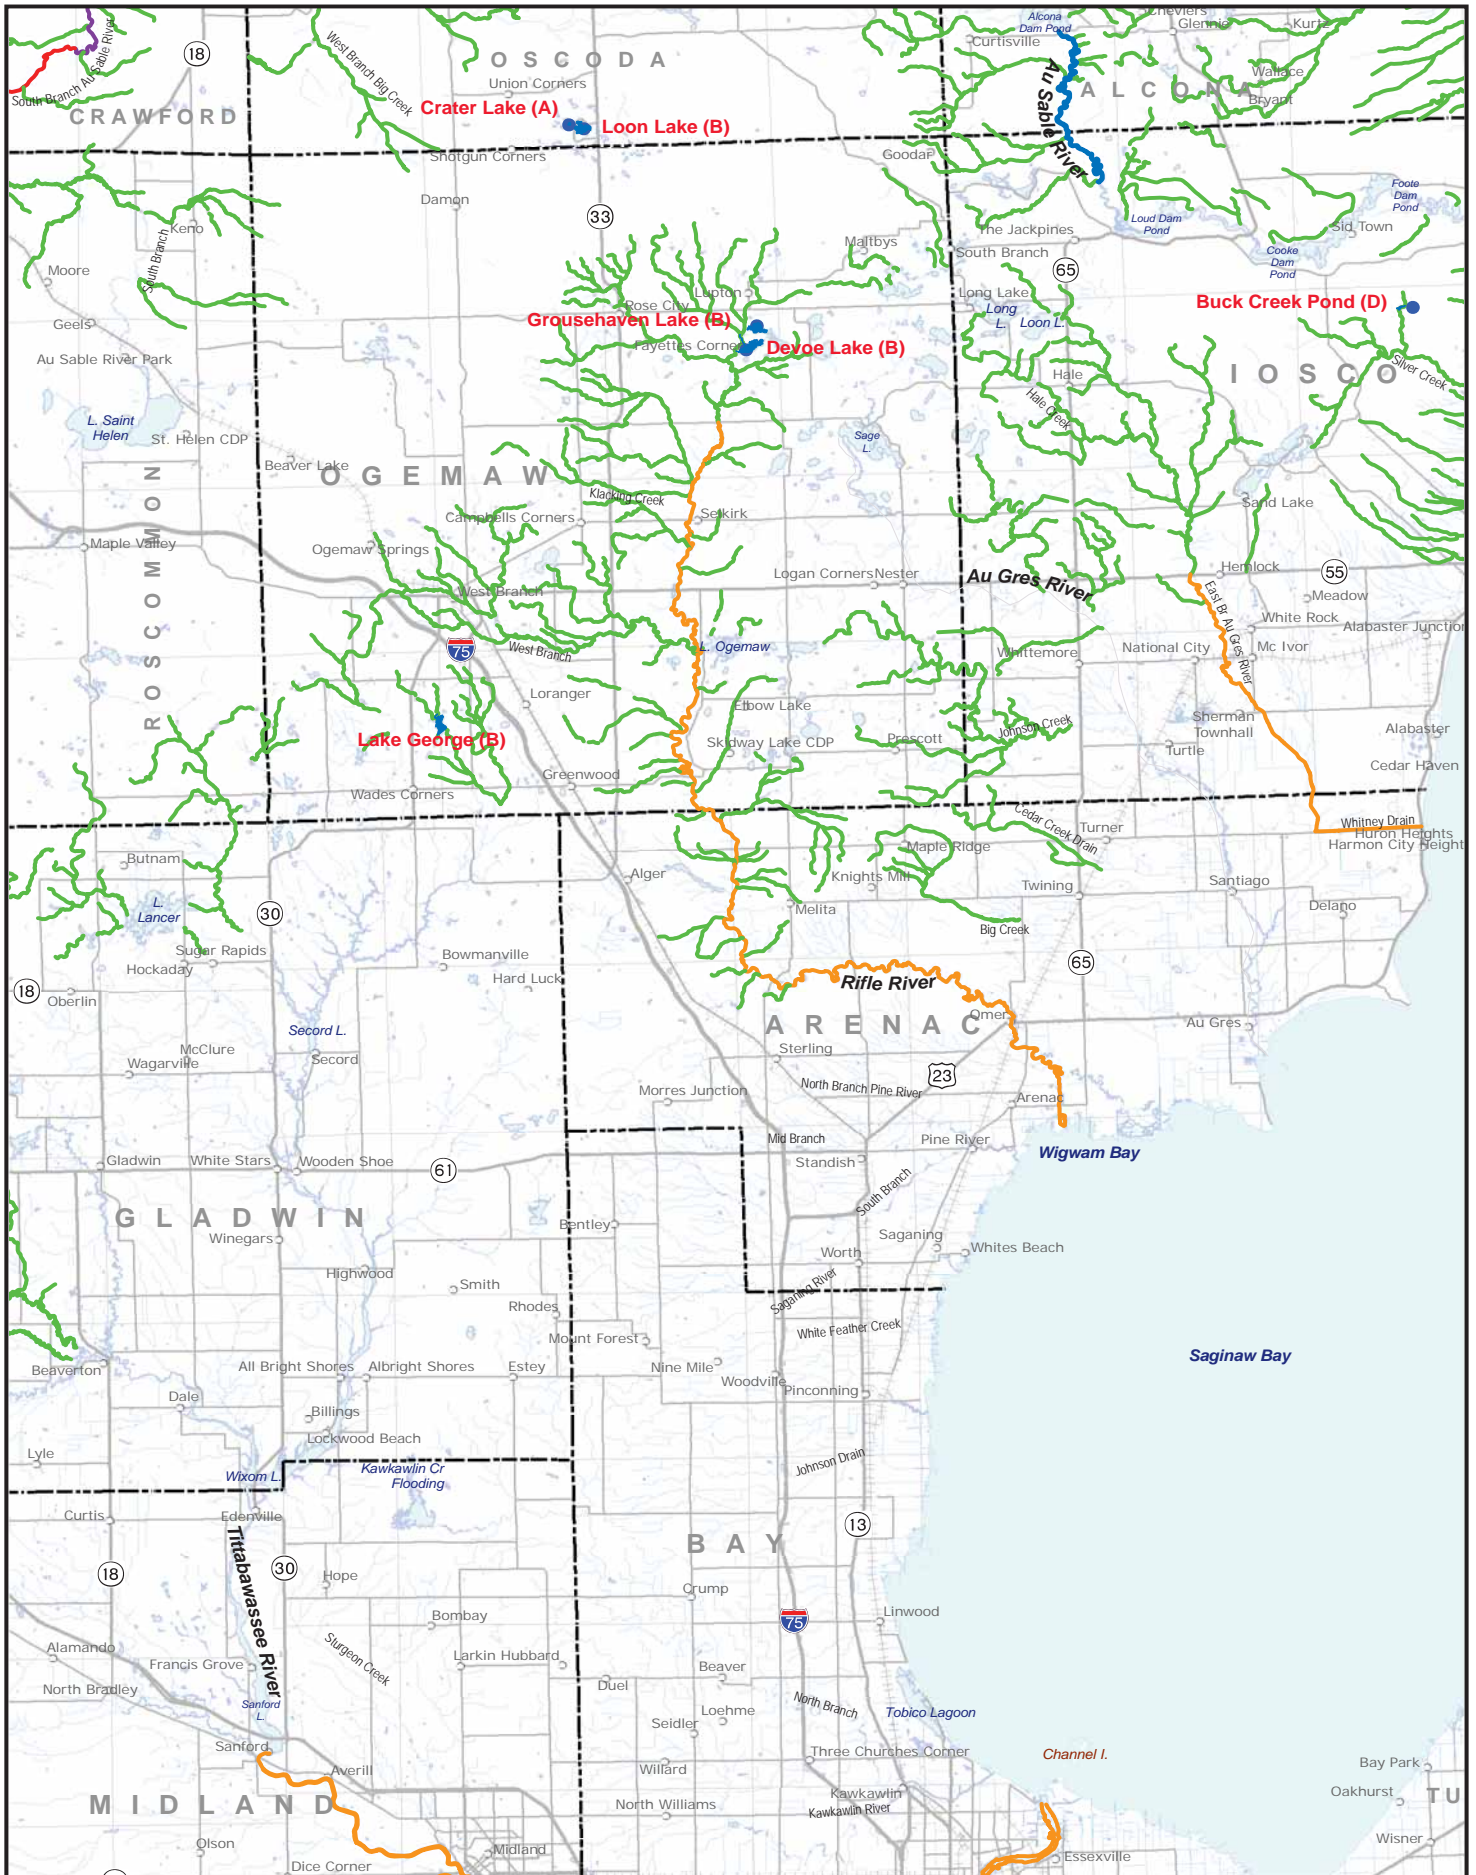 Alcona
Dam Pond
Cheviers
Glennie
Kurtz
Curtisville
South Branch Au Sable River
18
West Branch Big Creek
O S C O D A
Union Corners
Au Sable River
A L C O N A
Wallace
Bryant
C R A W F O R D
Crater Lake (A)
Loon Lake (B)
Shotgun Corners
Goodar
Damon
33
Foote
Dam
Pond
Loud Dam
Pond
Sid Town
Keno
South Branch
Maltbys
The Jackpines
South Branch
Cooke
Dam
Pond
Moore
65
Lupton
Long Lake
Rose City
Long
L.
Loon L.
Buck Creek Pond (D)
Geels
Grousehaven Lake (B)
Fayettes Corner
Devoe Lake (B)
Au Sable River Park
Hale
I O S C O
Silver Creek
Hale Creek
L. Saint
Helen
St. Helen CDP
Sage
L.
Beaver Lake
O G E M A W
R O S C O M M O N
Klacking Creek
Sand Lake
Campbells Corners
Selkirk
Maple Valley
Ogemaw Springs
Logan Corners
Nester
Au Gres River
Hemlock
55
Meadow
West Branch
East Br Au Gres River
White Rock
Alabaster Junction
75
West Branch
L. Ogemaw
Whittemore
National City
Mc Ivor
Loranger
Elbow Lake
Sherman
Townhall
Johnson Creek
Alabaster
Lake George (B)
Skidway Lake CDP
Prescott
Turtle
Cedar Haven
Greenwood
Wades Corners
Cedar Creek Drain
Turner
Whitney Drain
Huron Heights
Harmon City Height
Butnam
Maple Ridge
Alger
Knights Mill
Twining
Santiago
L.
Lancer
30
Melita
Delano
Big Creek
Sugar Rapids
Hockaday
Bowmanville
Hard Luck
65
18
Oberlin
Rifle River
Secord L.
A R E N A C
Omer
Au Gres
McClure
Wagarville
Secord
Sterling
23
Morres Junction
North Branch Pine River
Arenac
Mid Branch
Pine River
Wigwam Bay
Gladwin
White Stars
Wooden Shoe
61
Standish
South Branch
G L A D W I N
Winegars
Bentley
Saganing
Whites Beach
Worth
Highwood
Smith
Saganing River
Rhodes
Mount Forest
White Feather Creek
Saginaw Bay
Beaverton
All Bright Shores
Albright Shores
Estey
Nine Mile
Woodville
Pinconning
Dale
Billings
Lockwood Beach
Lyle
Wixom L.
Kawkawlin Cr
Flooding
Johnson Drain
Curtis
Edenville
13
B A Y
Tittabawassee River
18
30
Hope
Crump
Bombay
75
Linwood
Sturgeon Creek
Alamando
Francis Grove
Larkin Hubbard
Beaver
Duel
North Bradley
Sanford
L.
North Branch
Loehme
Seidler
Tobico Lagoon
Sanford
Three Churches Corner
Channel I.
Bay Park
Averill
Willard
Oakhurst
M I D L A N D
North Williams
Kawkawlin
Kawkawlin River
T U
Olson
Midland
Wisner
Dice Corner
Essexville